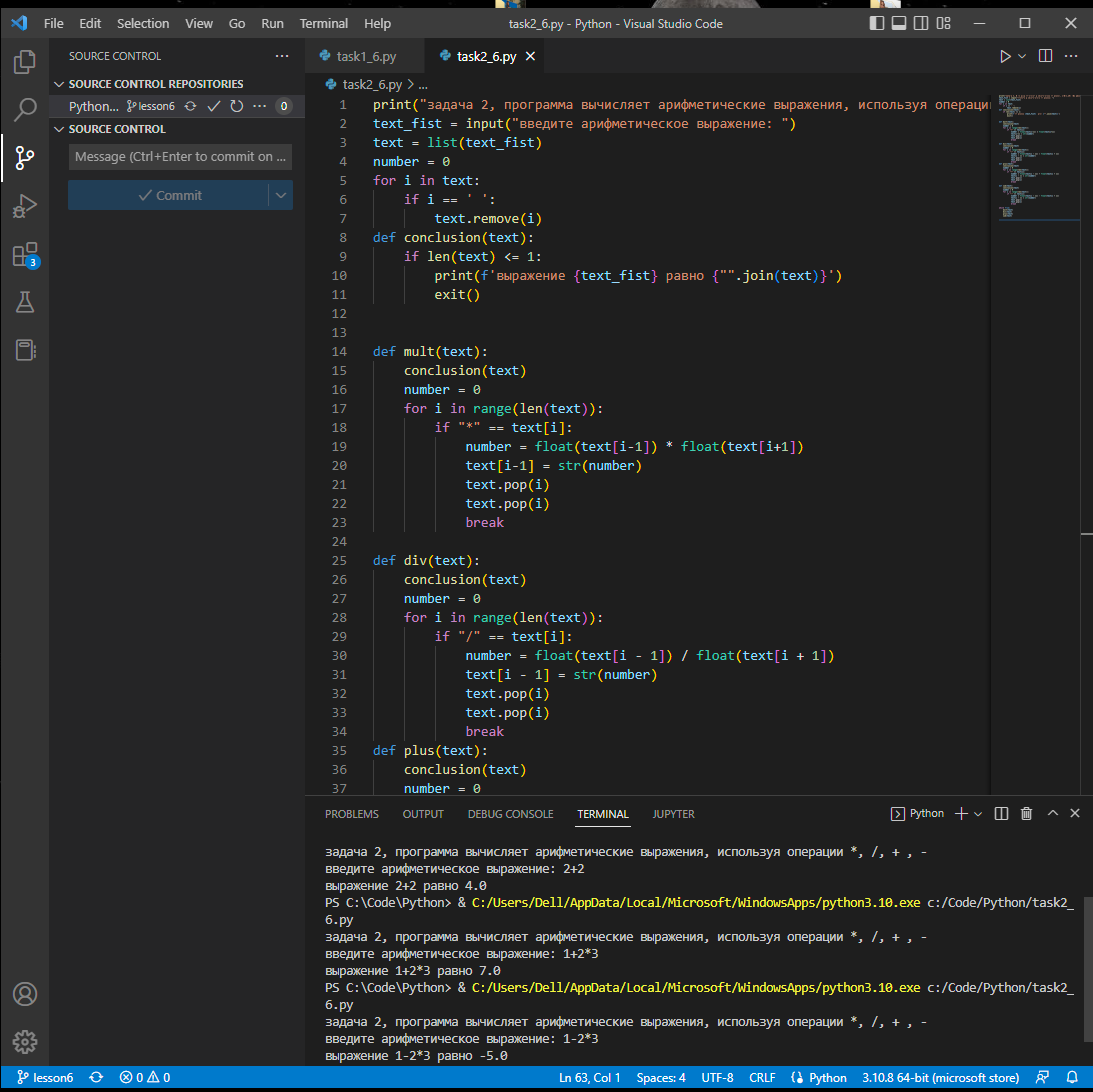 File Edit Selection View Go Run Terminal Help task2_6.py - Python - Visual Studio Code
SOURCE CONTROL
SOURCE CONTROL REPOSITORIES
Python... lesson6 0
SOURCE CONTROL
Message (Ctrl+Enter to commit on ...
Commit
3
task1_6.py task2_6.py
task2_6.py > ...
1 print("задача 2, программа вычисляет арифметические выражения, используя операци
2 text_fist = input("введите арифметическое выражение: ")
3 text = list(text_fist)
4 number = 0
5 for i in text:
6 if i == ' ':
7 text.remove(i)
8 def conclusion(text):
9 if len(text) <= 1:
10 print(f'выражение {text_fist} равно {"".join(text)}')
11 exit()
12
13
14 def mult(text):
15 conclusion(text)
16 number = 0
17 for i in range(len(text)):
18 if "*" == text[i]:
19 number = float(text[i-1]) * float(text[i+1])
20 text[i-1] = str(number)
21 text.pop(i)
22 text.pop(i)
23 break
24
25 def div(text):
26 conclusion(text)
27 number = 0
28 for i in range(len(text)):
29 if "/" == text[i]:
30 number = float(text[i - 1]) / float(text[i + 1])
31 text[i - 1] = str(number)
32 text.pop(i)
33 text.pop(i)
34 break
35 def plus(text):
36 conclusion(text)
37 number = 0
PROBLEMS OUTPUT DEBUG CONSOLE TERMINAL JUPYTER Python
задача 2, программа вычисляет арифметические выражения, используя операции *, /, + , -
введите арифметическое выражение: 2+2
выражение 2+2 равно 4.0
PS C:\Code\Python> & C:/Users/Dell/AppData/Local/Microsoft/WindowsApps/python3.10.exe c:/Code/Python/task2_
6.py
задача 2, программа вычисляет арифметические выражения, используя операции *, /, + , -
введите арифметическое выражение: 1+2*3
выражение 1+2*3 равно 7.0
PS C:\Code\Python> & C:/Users/Dell/AppData/Local/Microsoft/WindowsApps/python3.10.exe c:/Code/Python/task2_
6.py
задача 2, программа вычисляет арифметические выражения, используя операции *, /, + , -
введите арифметическое выражение: 1-2*3
выражение 1-2*3 равно -5.0
lesson6 0 0 Ln 63, Col 1 Spaces: 4 UTF-8 CRLF Python 3.10.8 64-bit (microsoft store)